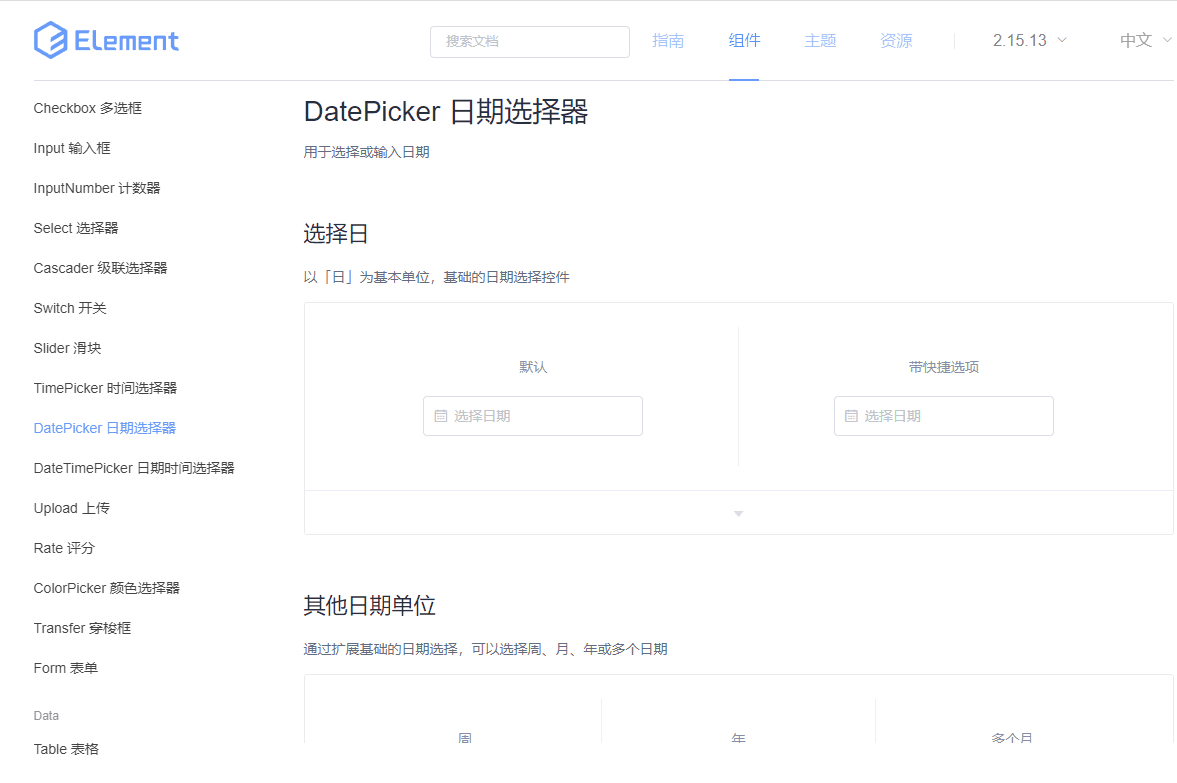 Element
搜索文档
指南
组件
主题
资源
2.15.13
中文
Checkbox 多选框
Input 输入框
InputNumber 计数器
Select 选择器
Cascader 级联选择器
Switch 开关
Slider 滑块
TimePicker 时间选择器
DatePicker 日期选择器
DateTimePicker 日期时间选择器
Upload 上传
Rate 评分
ColorPicker 颜色选择器
Transfer 穿梭框
Form 表单
Data
Table 表格
DatePicker 日期选择器
用于选择或输入日期
选择日
以「日」为基本单位，基础的日期选择控件
默认
带快捷选项
选择日期
选择日期
其他日期单位
通过扩展基础的日期选择，可以选择周、月、年或多个日期
周
年
多个月